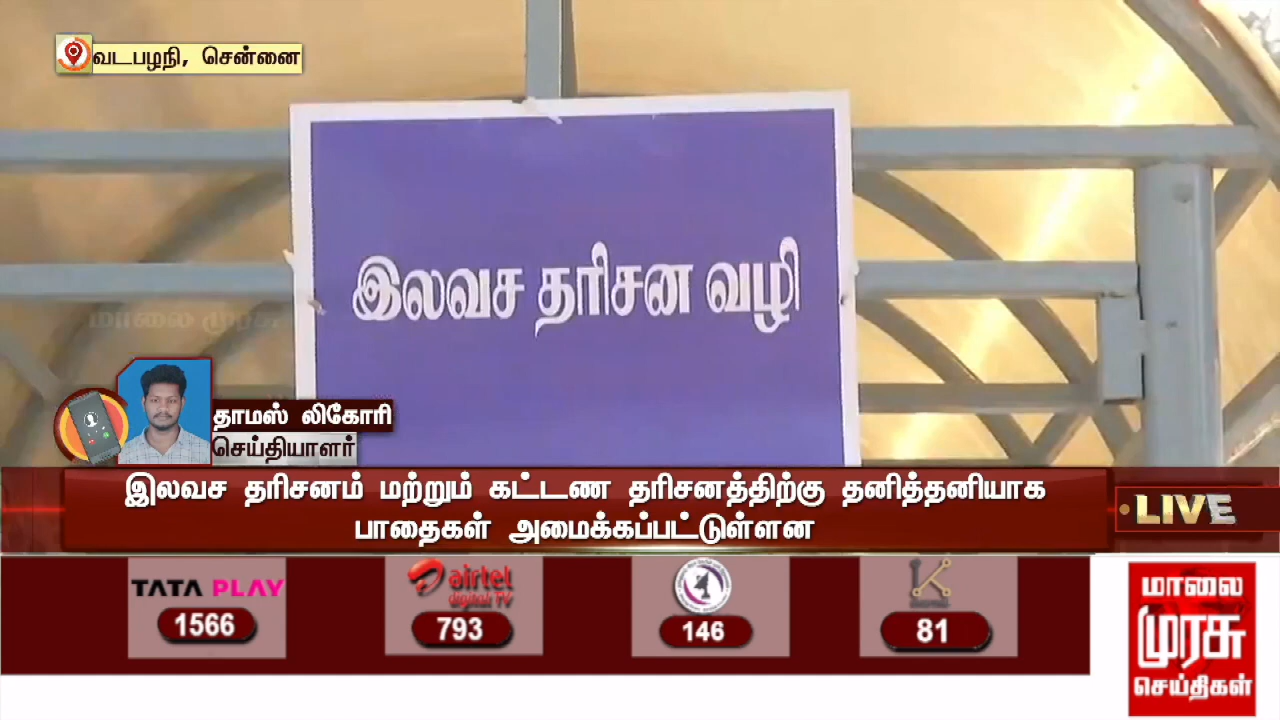 வடபழநி, சென்னை
இலவச தரிசன வழி
மாலை முரசு
தாமஸ் லிகோரி
செய்தியாளர்
இலவச தரிசனம் மற்றும் கட்டண தரிசனத்திற்கு தனித்தனியாக
பாதைகள் அமைக்கப்பட்டுள்ளன
LIVE
TATA PLAY
1566
airtel
digital TV
793
146
81
மாலை
முரசு
செய்திகள்